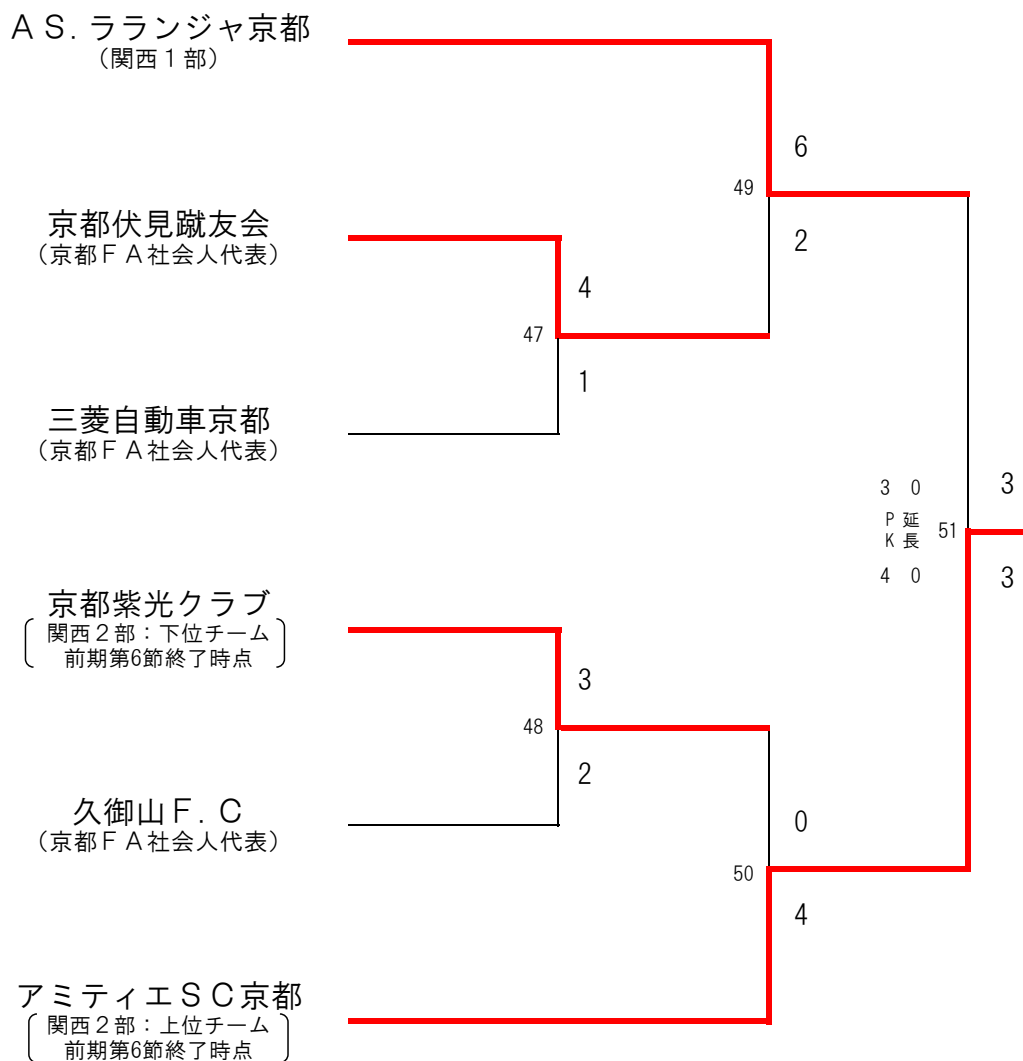 ＡＳ.ラランジャ京都
（関西１部）
6
49
京都伏見蹴友会
（京都ＦＡ社会人代表）
2
4
47
1
三菱自動車京都
（京都ＦＡ社会人代表）
3 0
3
PK 延長
51
4 0
3
京都紫光クラブ
関西２部：下位チーム
前期第6節終了時点
3
48
2
久御山Ｆ.Ｃ
（京都ＦＡ社会人代表）
0
50
4
アミティエＳＣ京都
関西２部：上位チーム
前期第6節終了時点